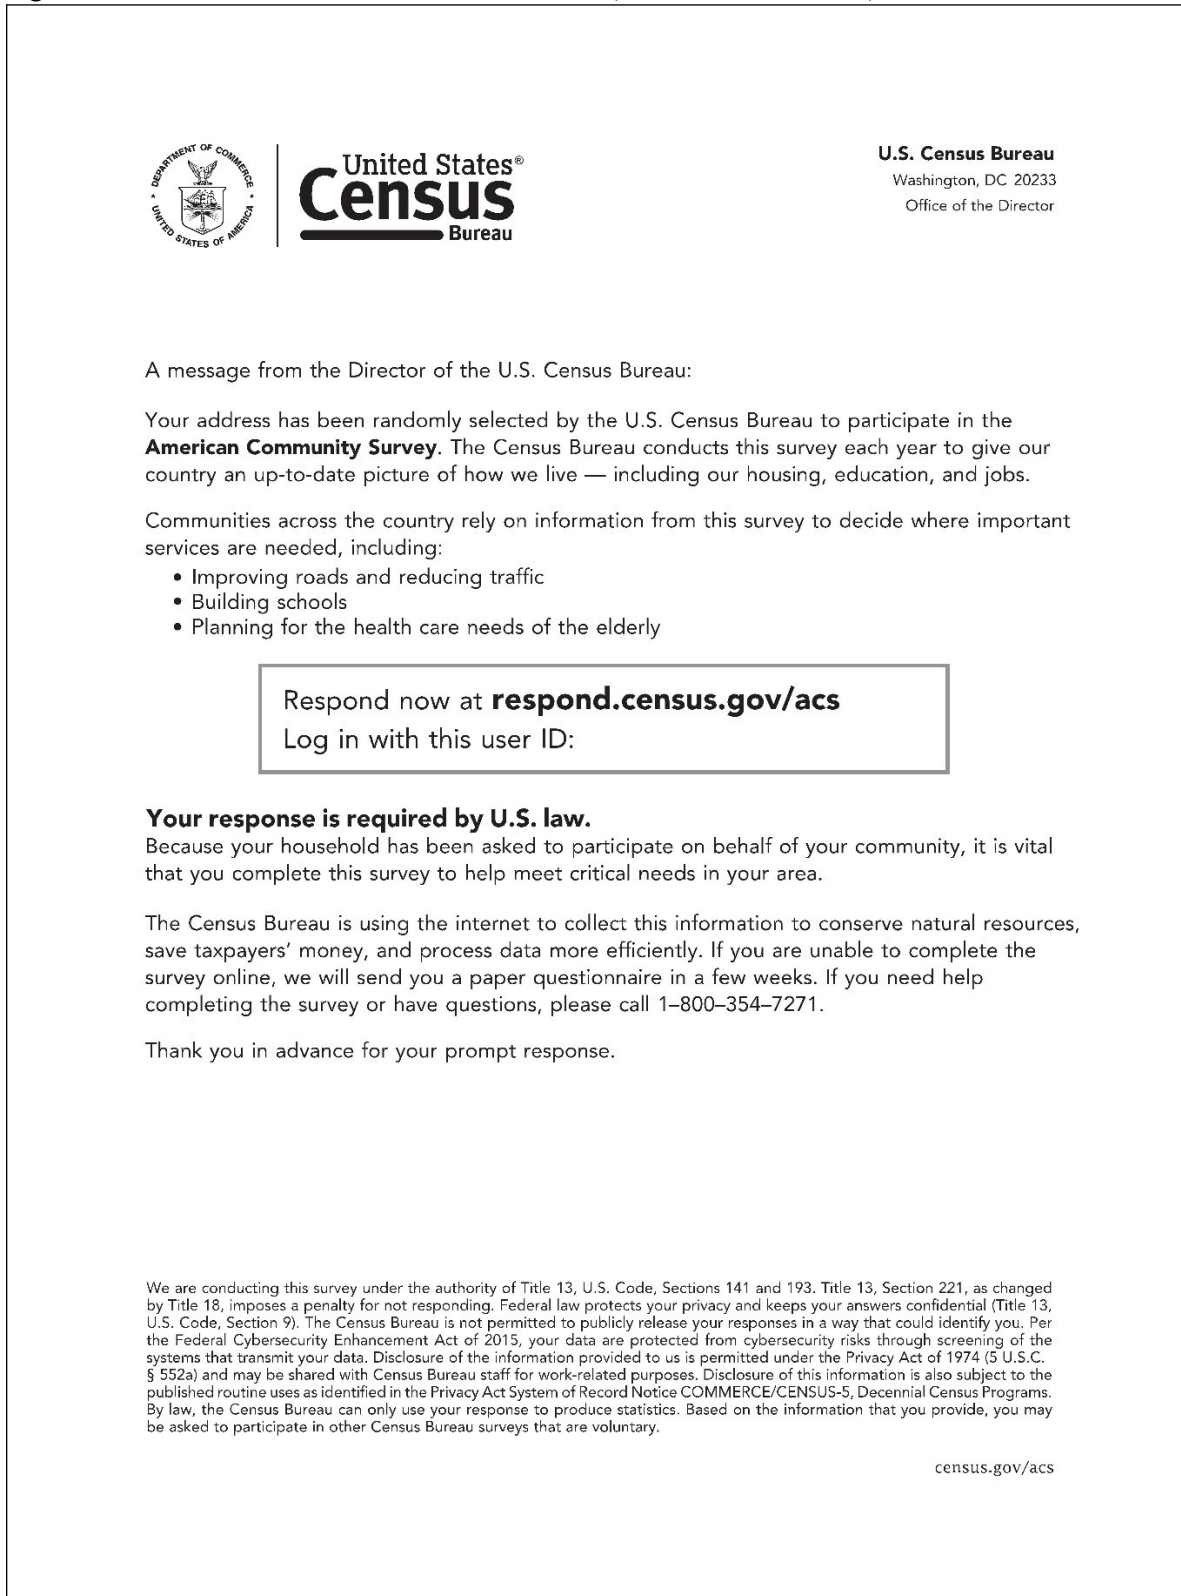 DEPARTMENT OF COMMERCE
UNITED STATES OF AMERICA
United States®
Census
Bureau
U.S. Census Bureau
Washington, DC 20233
Office of the Director
A message from the Director of the U.S. Census Bureau:
Your address has been randomly selected by the U.S. Census Bureau to participate in the
American Community Survey. The Census Bureau conducts this survey each year to give our
country an up-to-date picture of how we live — including our housing, education, and jobs.
Communities across the country rely on information from this survey to decide where important
services are needed, including:
• Improving roads and reducing traffic
• Building schools
• Planning for the health care needs of the elderly
Respond now at respond.census.gov/acs
Log in with this user ID:
Your response is required by U.S. law.
Because your household has been asked to participate on behalf of your community, it is vital
that you complete this survey to help meet critical needs in your area.
The Census Bureau is using the internet to collect this information to conserve natural resources,
save taxpayers' money, and process data more efficiently. If you are unable to complete the
survey online, we will send you a paper questionnaire in a few weeks. If you need help
completing the survey or have questions, please call 1–800–354–7271.
Thank you in advance for your prompt response.
We are conducting this survey under the authority of Title 13, U.S. Code, Sections 141 and 193. Title 13, Section 221, as changed
by Title 18, imposes a penalty for not responding. Federal law protects your privacy and keeps your answers confidential (Title 13,
U.S. Code, Section 9). The Census Bureau is not permitted to publicly release your responses in a way that could identify you. Per
the Federal Cybersecurity Enhancement Act of 2015, your data are protected from cybersecurity risks through screening of the
systems that transmit your data. Disclosure of the information provided to us is permitted under the Privacy Act of 1974 (5 U.S.C.
§ 552a) and may be shared with Census Bureau staff for work-related purposes. Disclosure of this information is also subject to the
published routine uses as identified in the Privacy Act System of Record Notice COMMERCE/CENSUS-5, Decennial Census Programs.
By law, the Census Bureau can only use your response to produce statistics. Based on the information that you provide, you may
be asked to participate in other Census Bureau surveys that are voluntary.
census.gov/acs